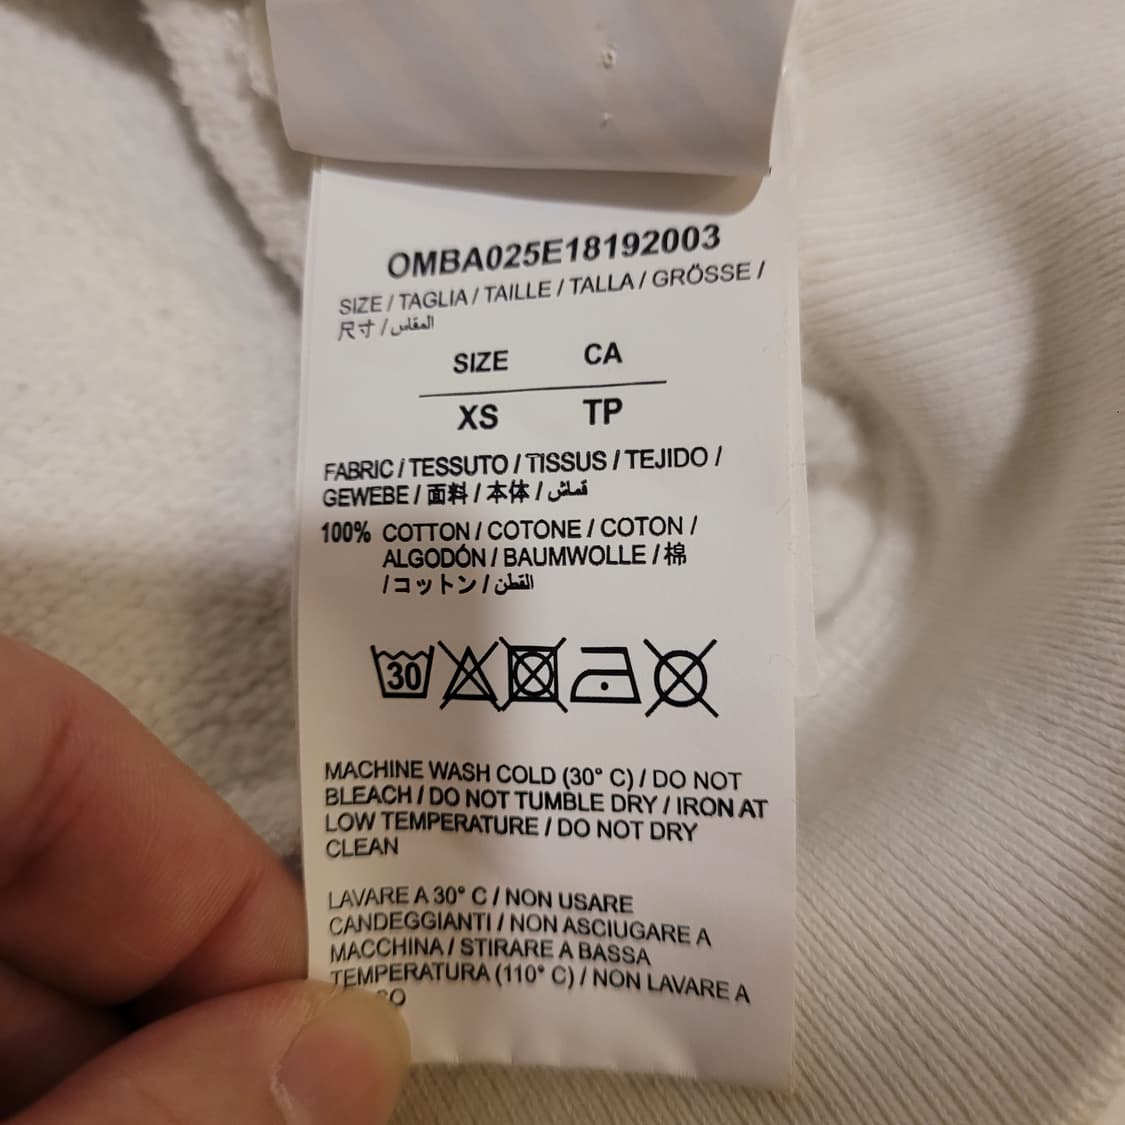 OMBA025E18192003
SIZE / TAGLIA / TAILLE / TALLA / GRÖSSE /
尺寸 / المقاس
SIZE CA
XS TP
FABRIC / TESSUTO / TISSUS / TEJIDO /
GEWEBE / 面料 / 本体 / قماش
100% COTTON / COTONE / COTON /
ALGODÓN / BAUMWOLLE / 棉
/ コットン / القطن
30
MACHINE WASH COLD (30° C) / DO NOT
BLEACH / DO NOT TUMBLE DRY / IRON AT
LOW TEMPERATURE / DO NOT DRY
CLEAN
LAVARE A 30° C / NON USARE
CANDEGGIANTI / NON ASCIUGARE A
MACCHINA / STIRARE A BASSA
TEMPERATURA (110° C) / NON LAVARE A